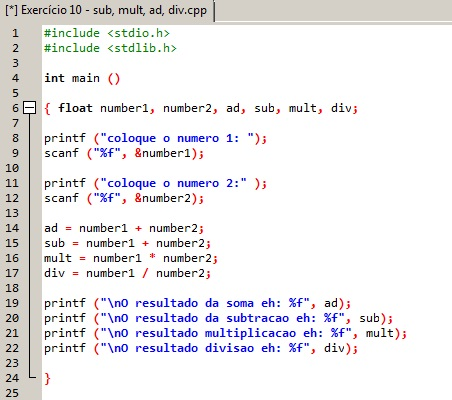 [*] Exercício 10 - sub, mult, ad, div.cpp
1 #include <stdio.h>
2 #include <stdlib.h>
3
4 int main ()
5
6 { float number1, number2, ad, sub, mult, div;
7
8 printf ("coloque o numero 1: ");
9 scanf ("%f", &number1);
10
11 printf ("coloque o numero 2:" );
12 scanf ("%f", &number2);
13
14 ad = number1 + number2;
15 sub = number1 + number2;
16 mult = number1 * number2;
17 div = number1 / number2;
18
19 printf ("\nO resultado da soma eh: %f", ad);
20 printf ("\nO resultado da subtracao eh: %f", sub);
21 printf ("\nO resultado multiplicacao eh: %f", mult);
22 printf ("\nO resultado divisao eh: %f", div);
23
24 }
25